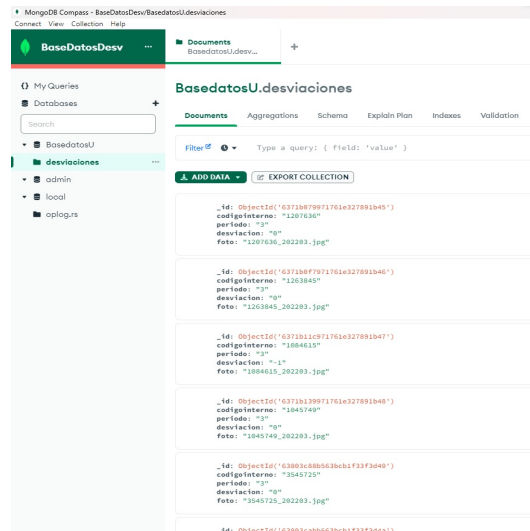 MongoDB Compass - BaseDatosDesv/BasedatosU.desviaciones
Connect View Collection Help
BaseDatosDesv ...
Documents
BasedatosU.desv...
+
{} My Queries
Databases +
Search
BasedatosU
desviaciones ...
admin
local
oplog.rs
BasedatosU.desviaciones
Documents Aggregations Schema Explain Plan Indexes Validation
Filter Type a query: { field: 'value' }
ADD DATA EXPORT COLLECTION
_id: ObjectId('6371b079971761e327891b45')
codigointerno: "1207636"
periodo: "3"
desviacion: "0"
foto: "1207636_202203.jpg"
_id: ObjectId('6371b0f7971761e327891b46')
codigointerno: "1263845"
periodo: "3"
desviacion: "0"
foto: "1263845_202203.jpg"
_id: ObjectId('6371b11c971761e327891b47')
codigointerno: "1084615"
periodo: "3"
desviacion: "-1"
foto: "1084615_202203.jpg"
_id: ObjectId('6371b139971761e327891b48')
codigointerno: "1045749"
periodo: "3"
desviacion: "0"
foto: "1045749_202203.jpg"
_id: ObjectId('63803c88b563bcb1f33f3d49')
codigointerno: "3545725"
periodo: "3"
desviacion: "0"
foto: "3545725_202203.jpg"